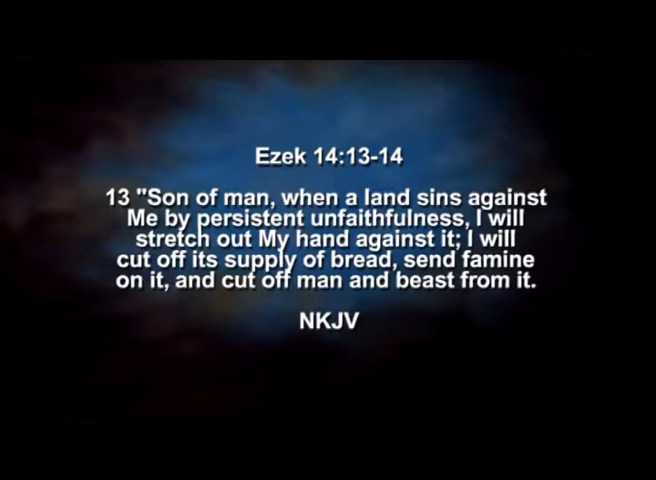 Ezek 14:13-14
13 "Son of man, when a land sins against
Me by persistent unfaithfulness, I will
stretch out My hand against it; I will
cut off its supply of bread, send famine
on it, and cut off man and beast from it.
NKJV